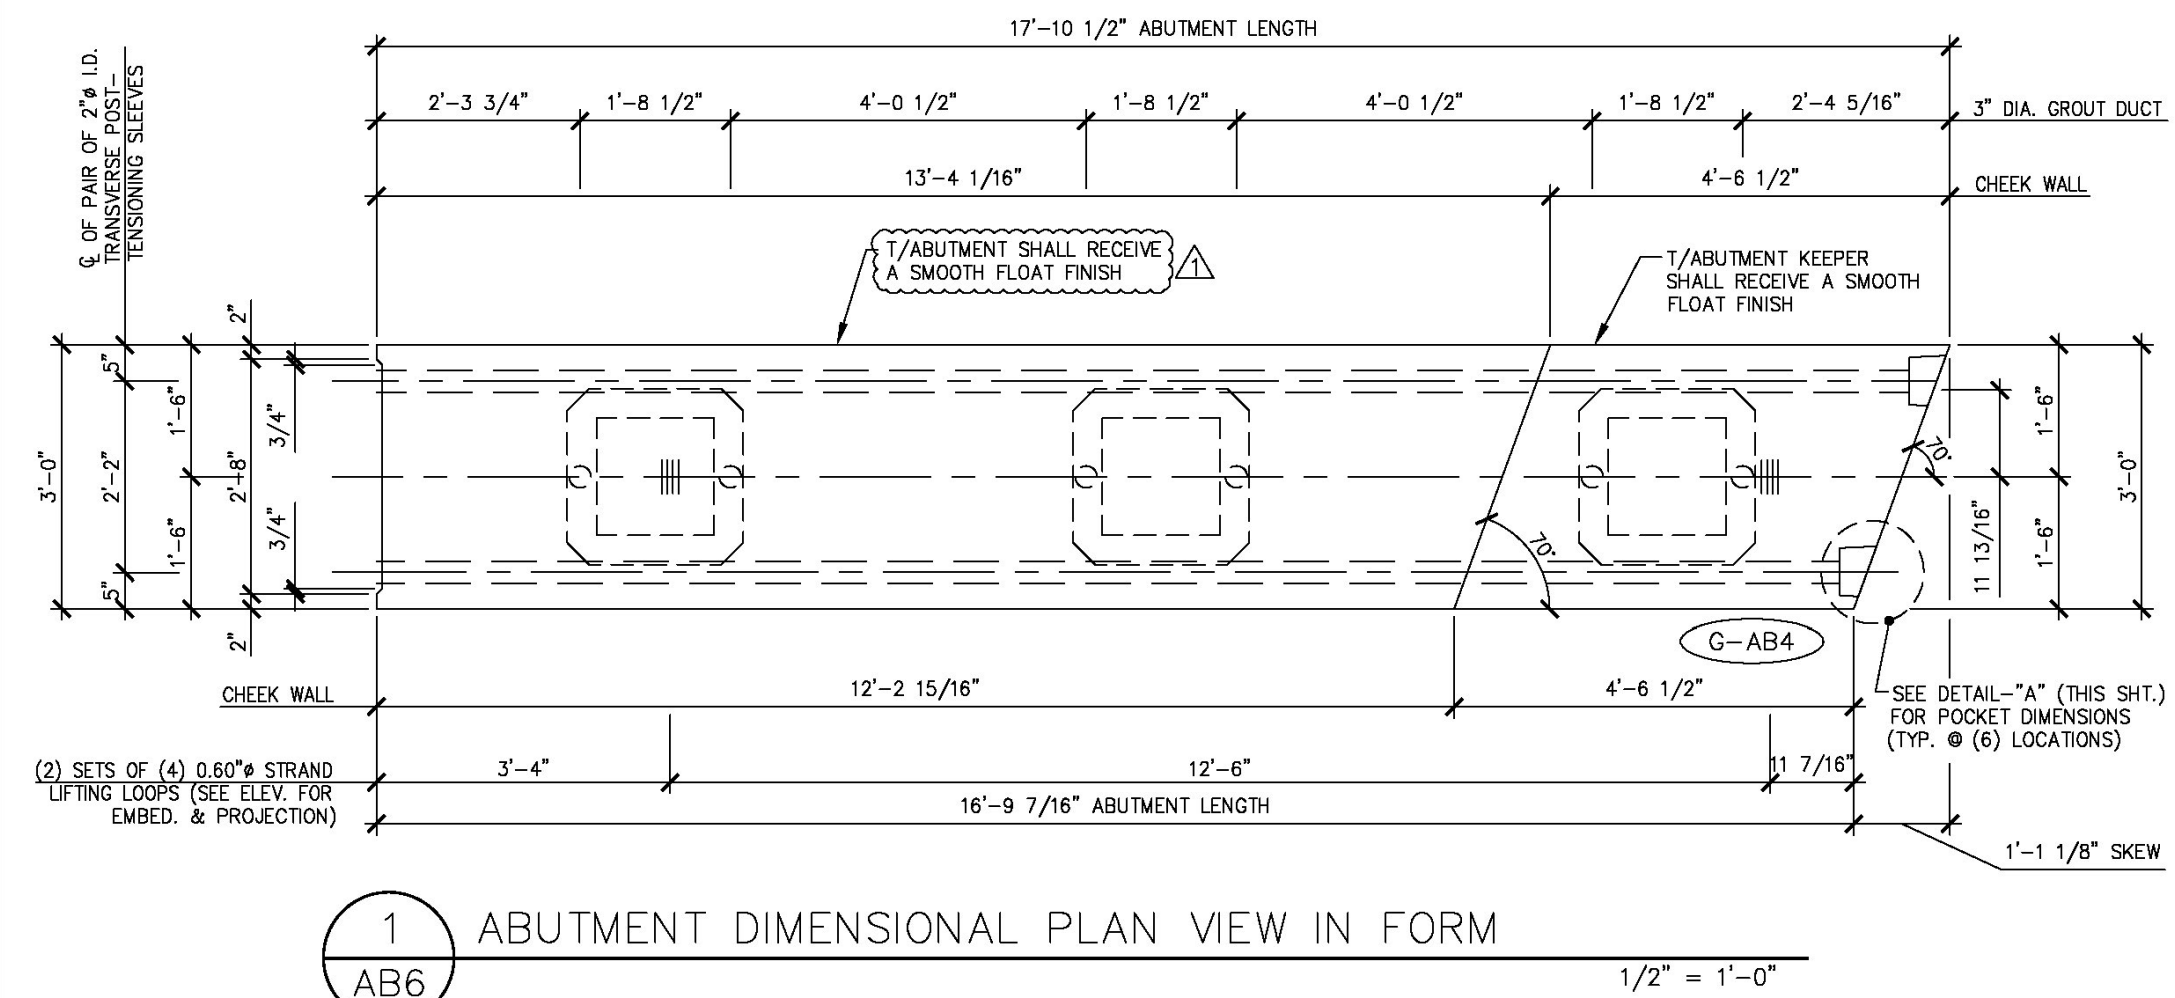 17'-10 1/2" ABUTMENT LENGTH
℄ OF PAIR OF 2"ø I.D.
TRANSVERSE POST-
TENSIONING SLEEVES
2'-3 3/4"
1'-8 1/2"
4'-0 1/2"
1'-8 1/2"
4'-0 1/2"
1'-8 1/2"
2'-4 5/16"
3" DIA. GROUT DUCT
13'-4 1/16"
4'-6 1/2"
CHEEK WALL
T/ABUTMENT SHALL RECEIVE
A SMOOTH FLOAT FINISH
1
T/ABUTMENT KEEPER
SHALL RECEIVE A SMOOTH
FLOAT FINISH
3'-0"
5"
2'-2"
5"
1'-6"
1'-6"
2"
2'-8"
2"
3/4"
3/4"
70°
70°
11 13/16"
1'-6"
1'-6"
3'-0"
G-AB4
CHEEK WALL
12'-2 15/16"
4'-6 1/2"
SEE DETAIL-"A" (THIS SHT.)
FOR POCKET DIMENSIONS
(TYP. @ (6) LOCATIONS)
(2) SETS OF (4) 0.60"ø STRAND
LIFTING LOOPS (SEE ELEV. FOR
EMBED. & PROJECTION)
3'-4"
12'-6"
11 7/16"
16'-9 7/16" ABUTMENT LENGTH
1'-1 1/8" SKEW
1
AB6
ABUTMENT DIMENSIONAL PLAN VIEW IN FORM
1/2" = 1'-0"